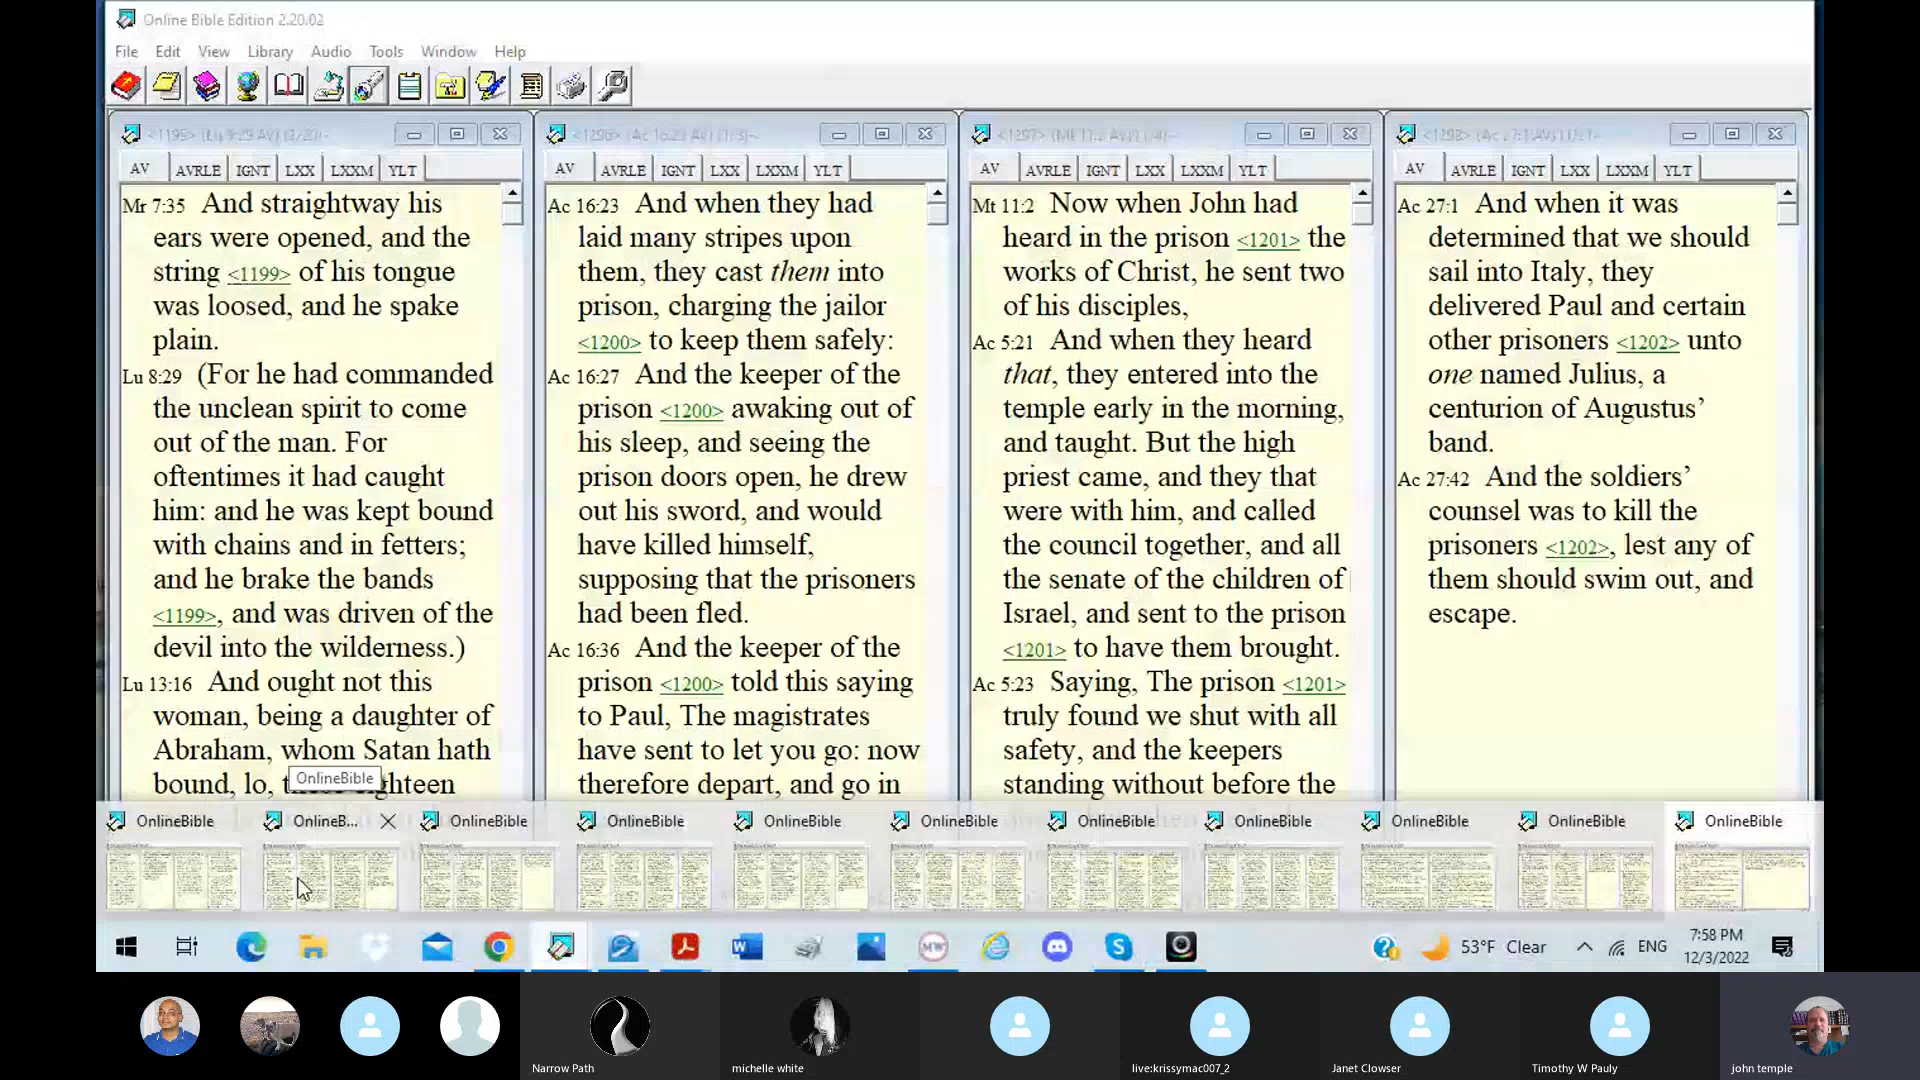 Online Bible Edition 2.20.02
File Edit View Library Audio Tools Window Help
AV AVRLE IGNT LXX LXXM YLT
Mr 7:35 And straightway his
ears were opened, and the
string <1199> of his tongue
was loosed, and he spake
plain.
Lu 8:29 (For he had commanded
the unclean spirit to come
out of the man. For
oftentimes it had caught
him: and he was kept bound
with chains and in fetters;
and he brake the bands
<1199>, and was driven of the
devil into the wilderness.)
Lu 13:16 And ought not this
woman, being a daughter of
Abraham, whom Satan hath
bound, lo,
OnlineBible
AV AVRLE IGNT LXX LXXM YLT
Ac 16:23 And when they had
laid many stripes upon
them, they cast them into
prison, charging the jailor
<1200> to keep them safely:
Ac 16:27 And the keeper of the
prison <1200> awaking out of
his sleep, and seeing the
prison doors open, he drew
out his sword, and would
have killed himself,
supposing that the prisoners
had been fled.
Ac 16:36 And the keeper of the
prison <1200> told this saying
to Paul, The magistrates
have sent to let you go: now
therefore depart, and go in
AV AVRLE IGNT LXX LXXM YLT
Mt 11:2 Now when John had
heard in the prison <1201> the
works of Christ, he sent two
of his disciples,
Ac 5:21 And when they heard
that, they entered into the
temple early in the morning,
and taught. But the high
priest came, and they that
were with him, and called
the council together, and all
the senate of the children of
Israel, and sent to the prison
<1201> to have them brought.
Ac 5:23 Saying, The prison <1201>
truly found we shut with all
safety, and the keepers
standing without before the
AV AVRLE IGNT LXX LXXM YLT
Ac 27:1 And when it was
determined that we should
sail into Italy, they
delivered Paul and certain
other prisoners <1202> unto
one named Julius, a
centurion of Augustus’
band.
Ac 27:42 And the soldiers’
counsel was to kill the
prisoners <1202>, lest any of
them should swim out, and
escape.
OnlineBible OnlineB... OnlineBible OnlineBible OnlineBible OnlineBible OnlineBible OnlineBible OnlineBible OnlineBible OnlineBible
53°F Clear ENG 7:58 PM
12/3/2022
Narrow Path michelle white live:krissymac007_2 Janet Clowser Timothy W Pauly john temple